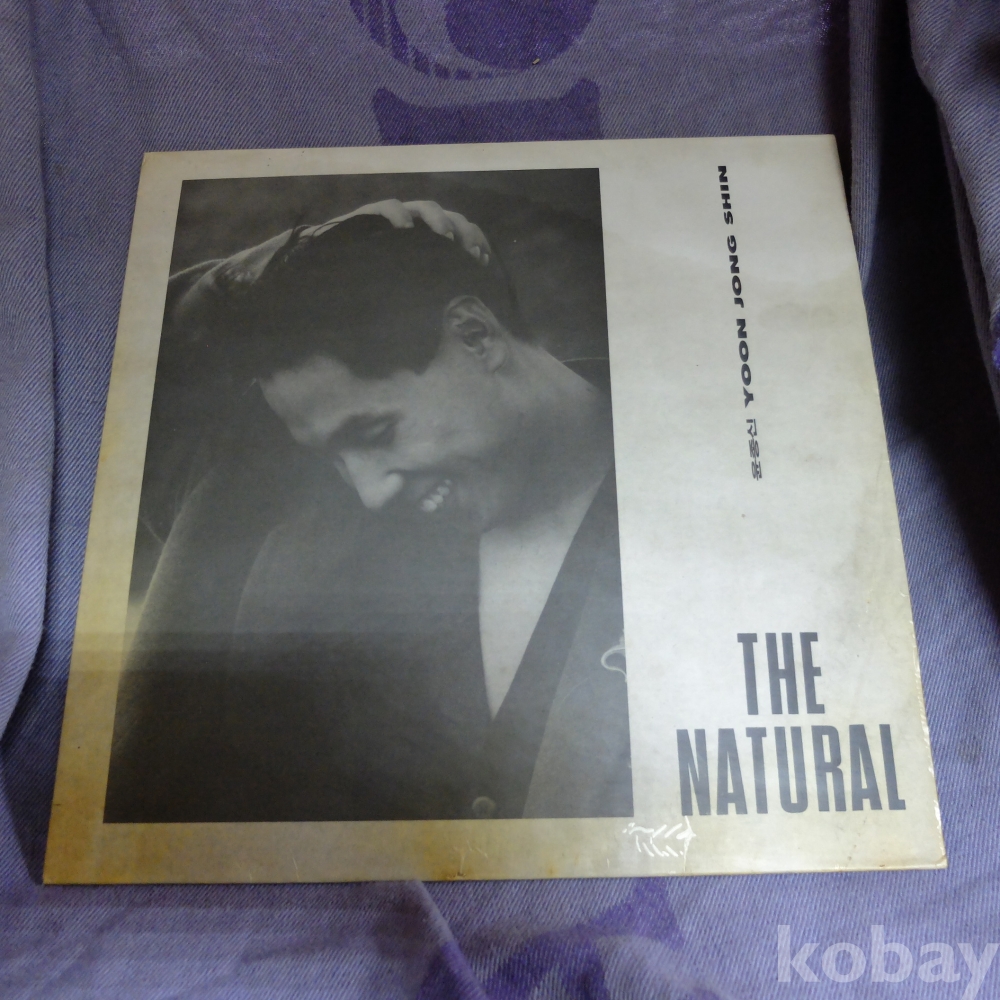 윤종신 YOON JONG SHIN
THE
NATURAL
kobay